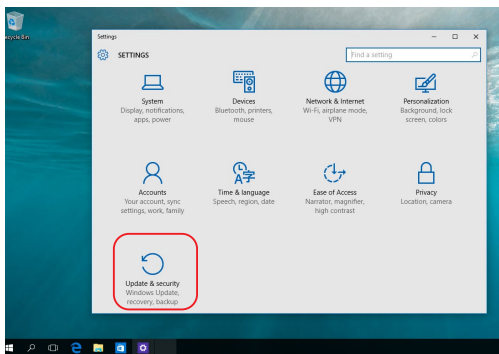 Recycle Bin
Settings
SETTINGS
Find a setting
System
Display, notifications,
apps, power
Devices
Bluetooth, printers,
mouse
Network & Internet
Wi-Fi, airplane mode,
VPN
Personalization
Background, lock
screen, colors
Accounts
Your account, sync
settings, work, family
Time & language
Speech, region, date
Ease of Access
Narrator, magnifier,
high contrast
Privacy
Location, camera
Update & security
Windows Update,
recovery, backup